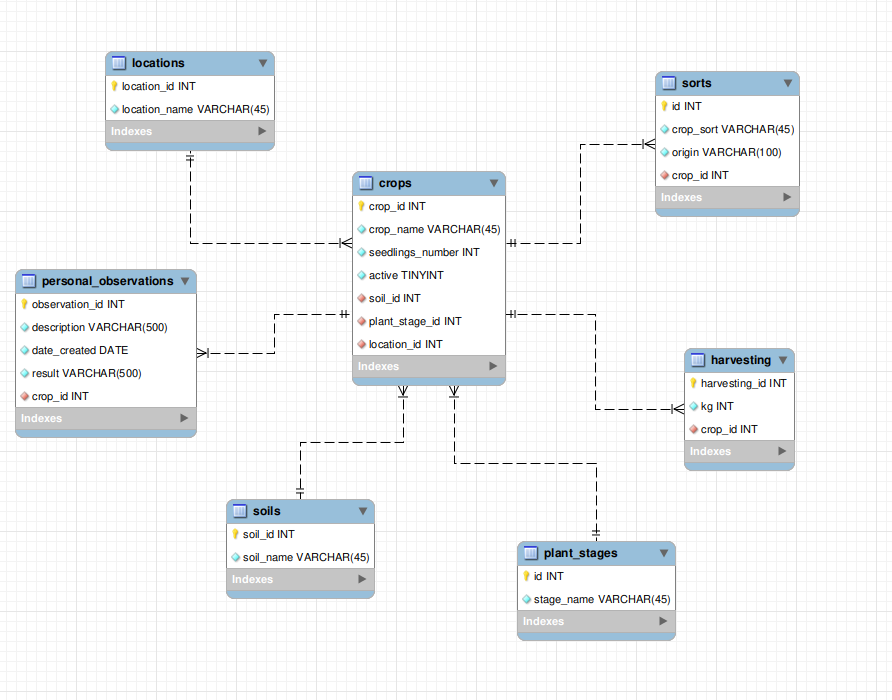 locations
location_id INT
location_name VARCHAR(45)
Indexes
sorts
id INT
crop_sort VARCHAR(45)
origin VARCHAR(100)
crop_id INT
Indexes
crops
crop_id INT
crop_name VARCHAR(45)
seedlings_number INT
active TINYINT
soil_id INT
plant_stage_id INT
location_id INT
Indexes
personal_observations
observation_id INT
description VARCHAR(500)
date_created DATE
result VARCHAR(500)
crop_id INT
Indexes
harvesting
harvesting_id INT
kg INT
crop_id INT
Indexes
soils
soil_id INT
soil_name VARCHAR(45)
Indexes
plant_stages
id INT
stage_name VARCHAR(45)
Indexes